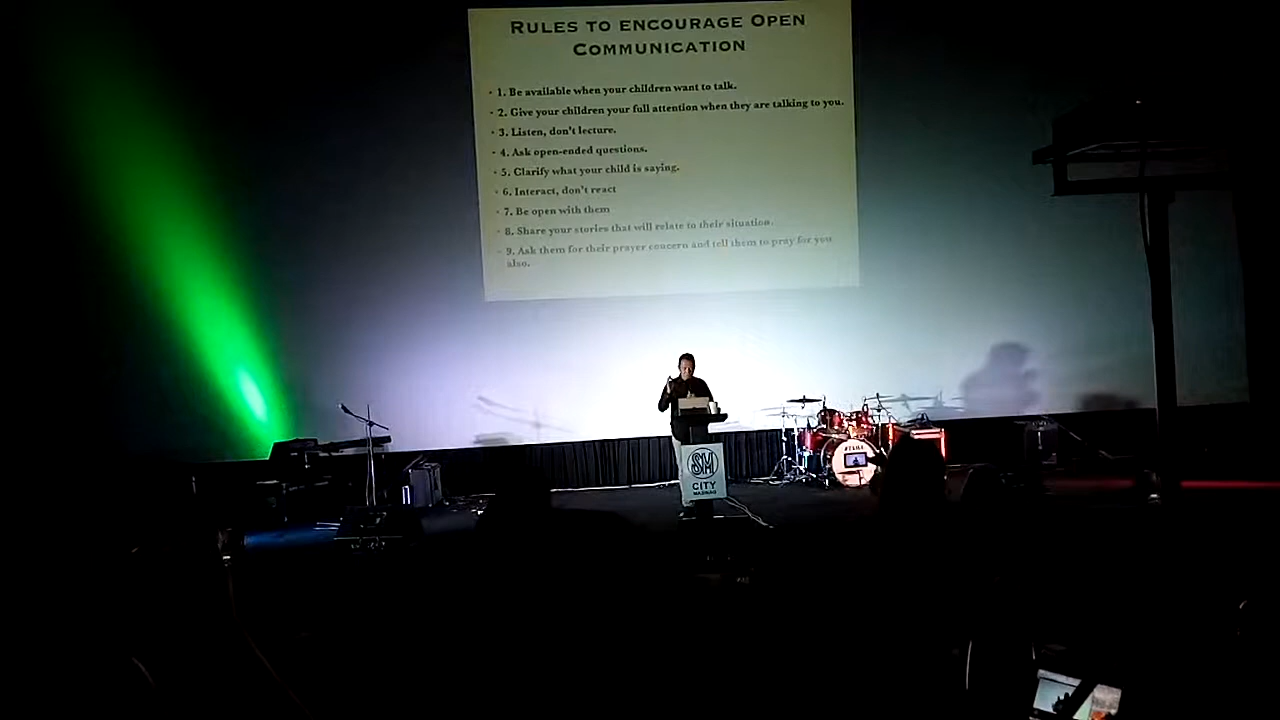 RULES TO ENCOURAGE OPEN
COMMUNICATION
• 1. Be available when your children want to talk.
• 2. Give your children your full attention when they are talking to you.
• 3. Listen, don't lecture.
• 4. Ask open-ended questions.
• 5. Clarify what your child is saying.
• 6. Interact, don't react
• 7. Be open with them
• 8. Share your stories that will relate to their situation.
• 9. Ask them for their prayer concern and tell them to pray for you
also.
TAMA
SM
CITY
MASINAG